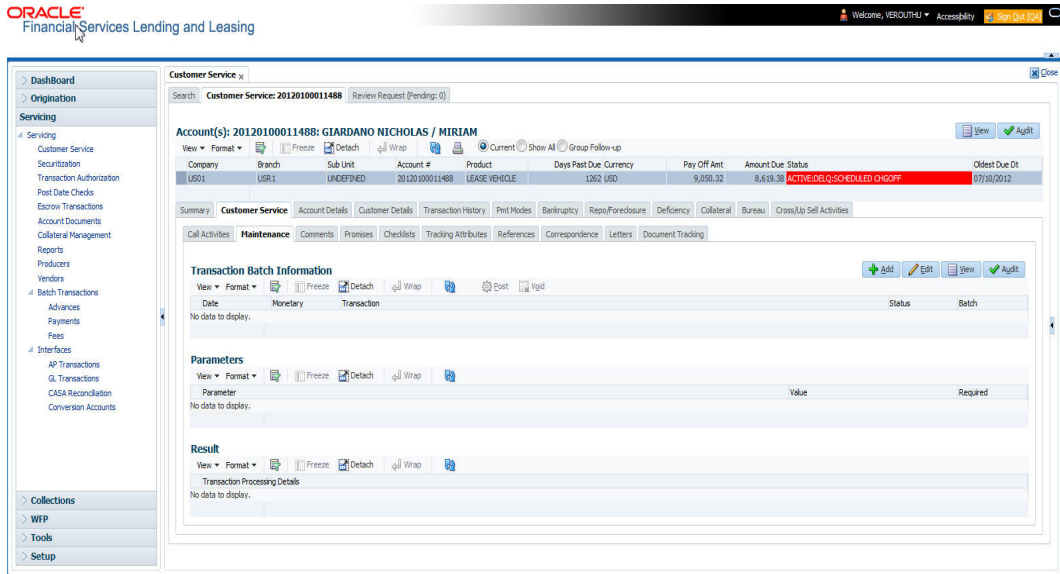 ORACLE
Welcome, VEROUTHU Accessibility Sign Out [QA]
Financial Services Lending and Leasing
Close
DashBoard
Origination
Servicing
Servicing
Customer Service
Securitization
Transaction Authorization
Post Date Checks
Escrow Transactions
Account Documents
Collateral Management
Reports
Producers
Vendors
Batch Transactions
Advances
Payments
Fees
Interfaces
AP Transactions
GL Transactions
CASA Reconciliation
Conversion Accounts
Collections
WFP
Tools
Setup
Customer Service x
Search Customer Service: 20120100011488 Review Request (Pending: 0)
Account(s): 20120100011488: GIARDANO NICHOLAS / MIRIAM
View Audit
View Format Freeze Detach Wrap Current Show All Group Follow-up
Company Branch Sub Unit Account # Product Days Past Due Currency Pay Off Amt Amount Due Status Oldest Due Dt
US01 USR1 UNDEFINED 20120100011488 LEASE VEHICLE 1262 USD 9,050.32 8,619.38 ACTIVE:DELQ:SCHEDULED CHGOFF 07/10/2012
Summary Customer Service Account Details Customer Details Transaction History Pmt Modes Bankruptcy Repo/Foreclosure Deficiency Collateral Bureau Cross/Up Sell Activities
Call Activities Maintenance Comments Promises Checklists Tracking Attributes References Correspondence Letters Document Tracking
Transaction Batch Information
Add Edit View Audit
View Format Freeze Detach Wrap Post Void
Date Monetary Transaction Status Batch
No data to display.
Parameters
View Format Freeze Detach Wrap
Parameter Value Required
No data to display.
Result
View Format Freeze Detach Wrap
Transaction Processing Details
No data to display.